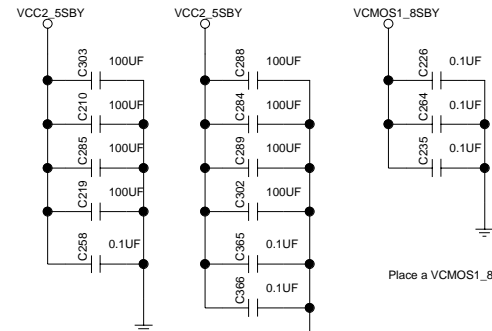 VCC2_5SBY
C303 100UF
C210 100UF
C285 100UF
C219 100UF
C258 0.1UF
VCC2_5SBY
C288 100UF
C284 100UF
C289 100UF
C302 100UF
C365 0.1UF
C366 0.1UF
VCMOS1_8SBY
C226 0.1UF
C264 0.1UF
C235 0.1UF
Place a VCMOS1_8